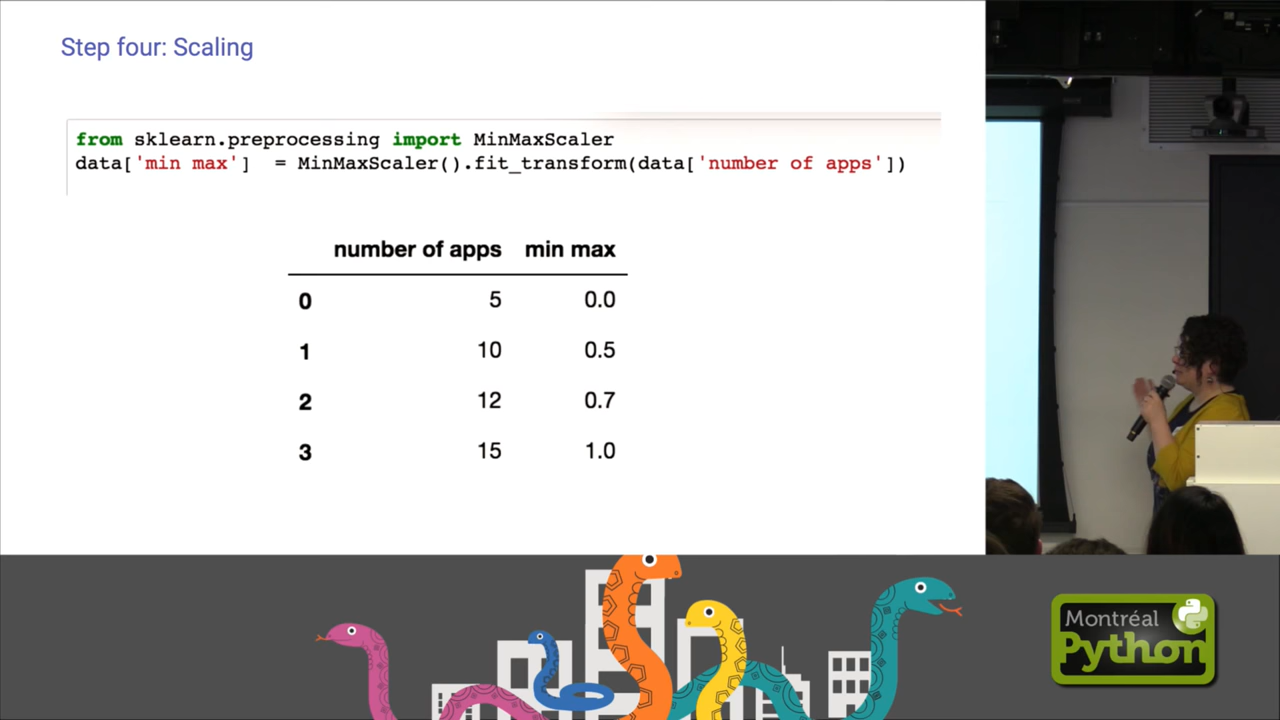 Step four: Scaling
from sklearn.preprocessing import MinMaxScaler
data['min max']  = MinMaxScaler().fit_transform(data['number of apps'])
number of apps min max
0 5 0.0
1 10 0.5
2 12 0.7
3 15 1.0
Montréal
Python